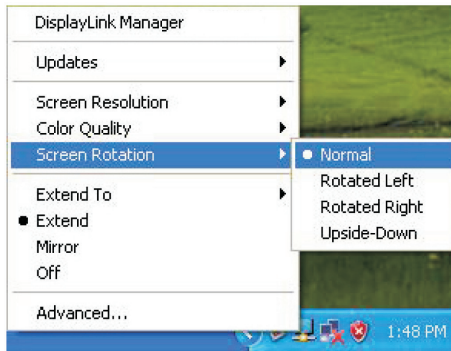 DisplayLink Manager
Updates
Screen Resolution
Color Quality
Screen Rotation
Normal
Rotated Left
Rotated Right
Upside-Down
Extend To
Extend
Mirror
Off
Advanced...
1:48 PM